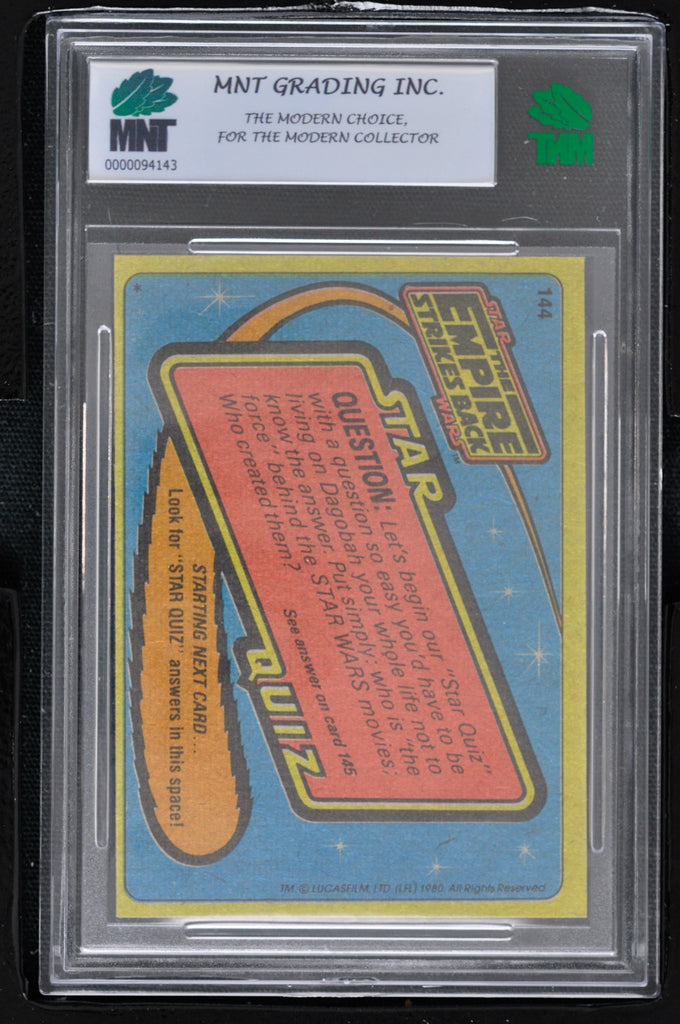 MNT GRADING INC.
THE MODERN CHOICE,
FOR THE MODERN COLLECTOR
MNT
0000094143
MNT
144
STAR
THE
EMPIRE
STRIKES BACK
WARS™
*
STAR
QUESTION: Let's begin our "Star Quiz"
with a question so easy you'd have to be
living on Dagobah your whole life not to
know the answer. Put simply: who is "the
force" behind the STAR WARS movies;
Who created them?
See answer on card 145
QUIZ
STARTING NEXT CARD...
Look for "STAR QUIZ" answers in this space!
TM, © LUCASFILM, LTD. (LFL) 1980. All Rights Reserved.